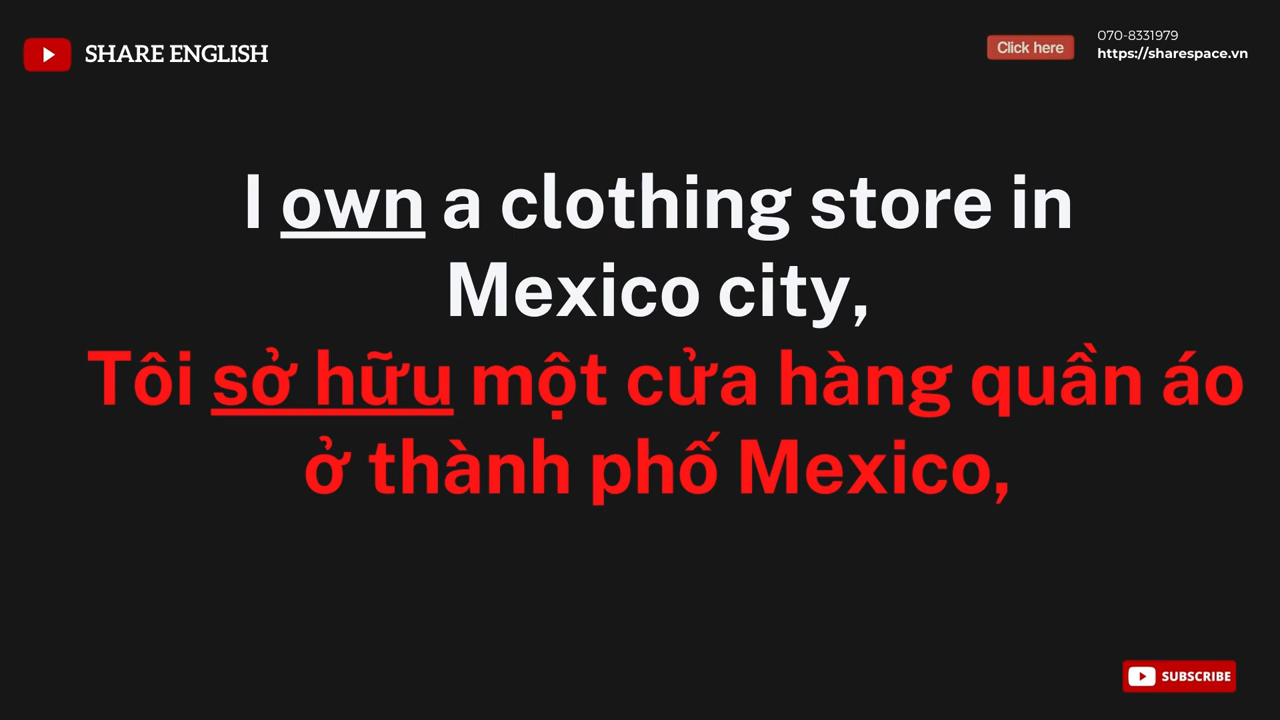 SHARE ENGLISH
Click here
070-8331979
https://sharespace.vn
I own a clothing store in
Mexico city,
Tôi sở hữu một cửa hàng quần áo
ở thành phố Mexico,
SUBSCRIBE